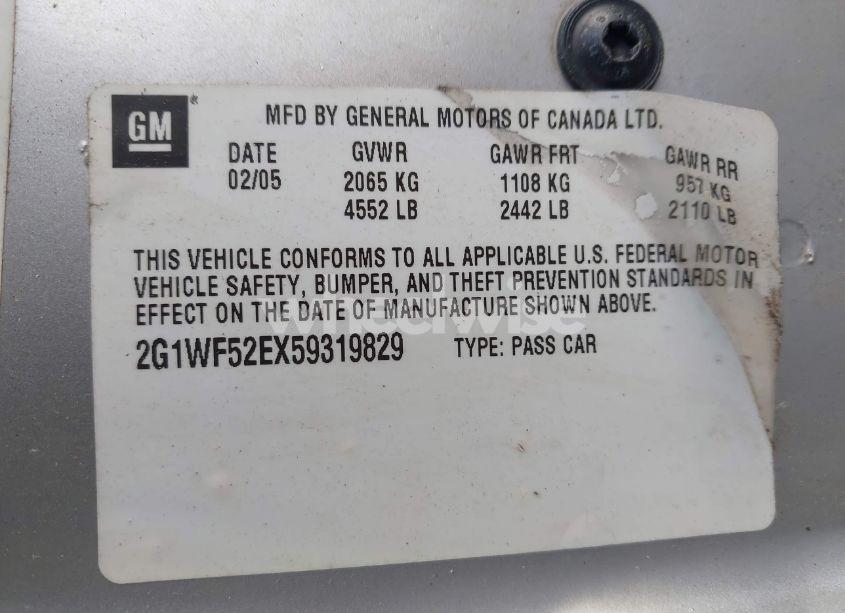 GM
MFD BY GENERAL MOTORS OF CANADA LTD.
DATE GVWR GAWR FRT GAWR RR
02/05 2065 KG 1108 KG 957 KG
4552 LB 2442 LB 2110 LB
THIS VEHICLE CONFORMS TO ALL APPLICABLE U.S. FEDERAL MOTOR
VEHICLE SAFETY, BUMPER, AND THEFT PREVENTION STANDARDS IN
EFFECT ON THE DATE OF MANUFACTURE SHOWN ABOVE.
wheelwise
2G1WF52EX59319829 TYPE: PASS CAR